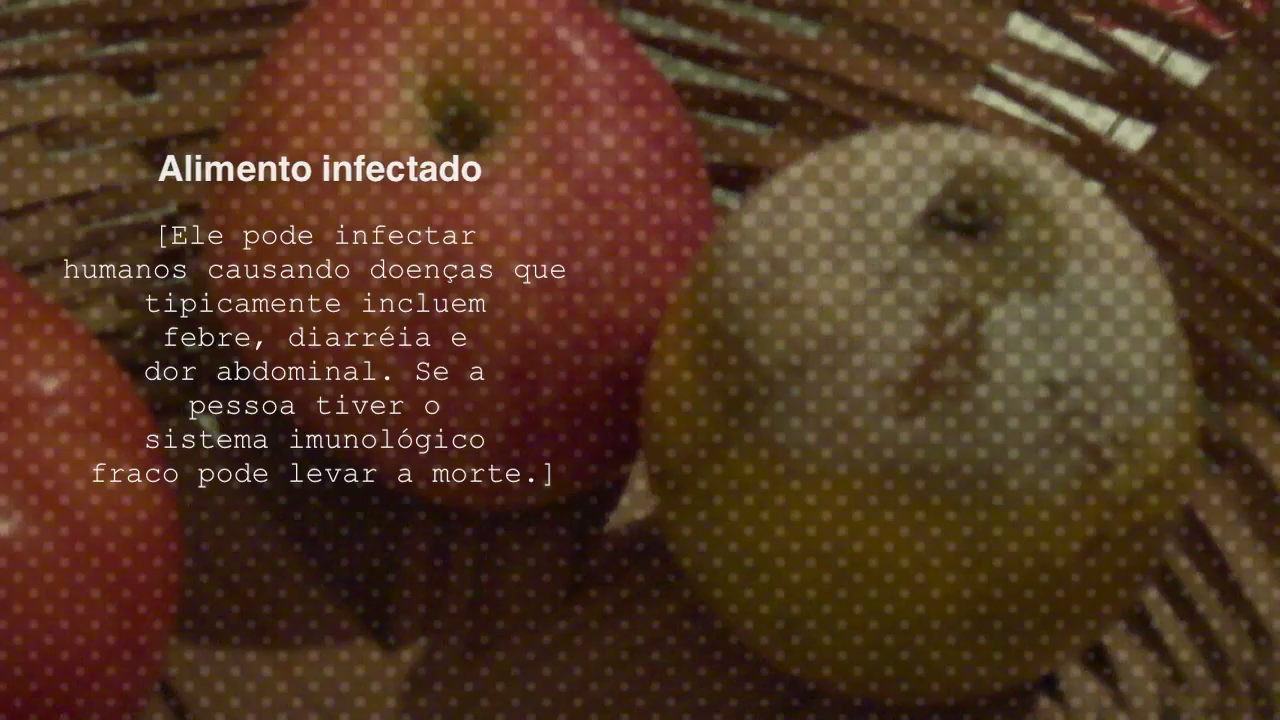 Alimento infectado
[Ele pode infectar
humanos causando doenças que
tipicamente incluem
febre, diarréia e
dor abdominal. Se a
pessoa tiver o
sistema imunológico
fraco pode levar a morte.]